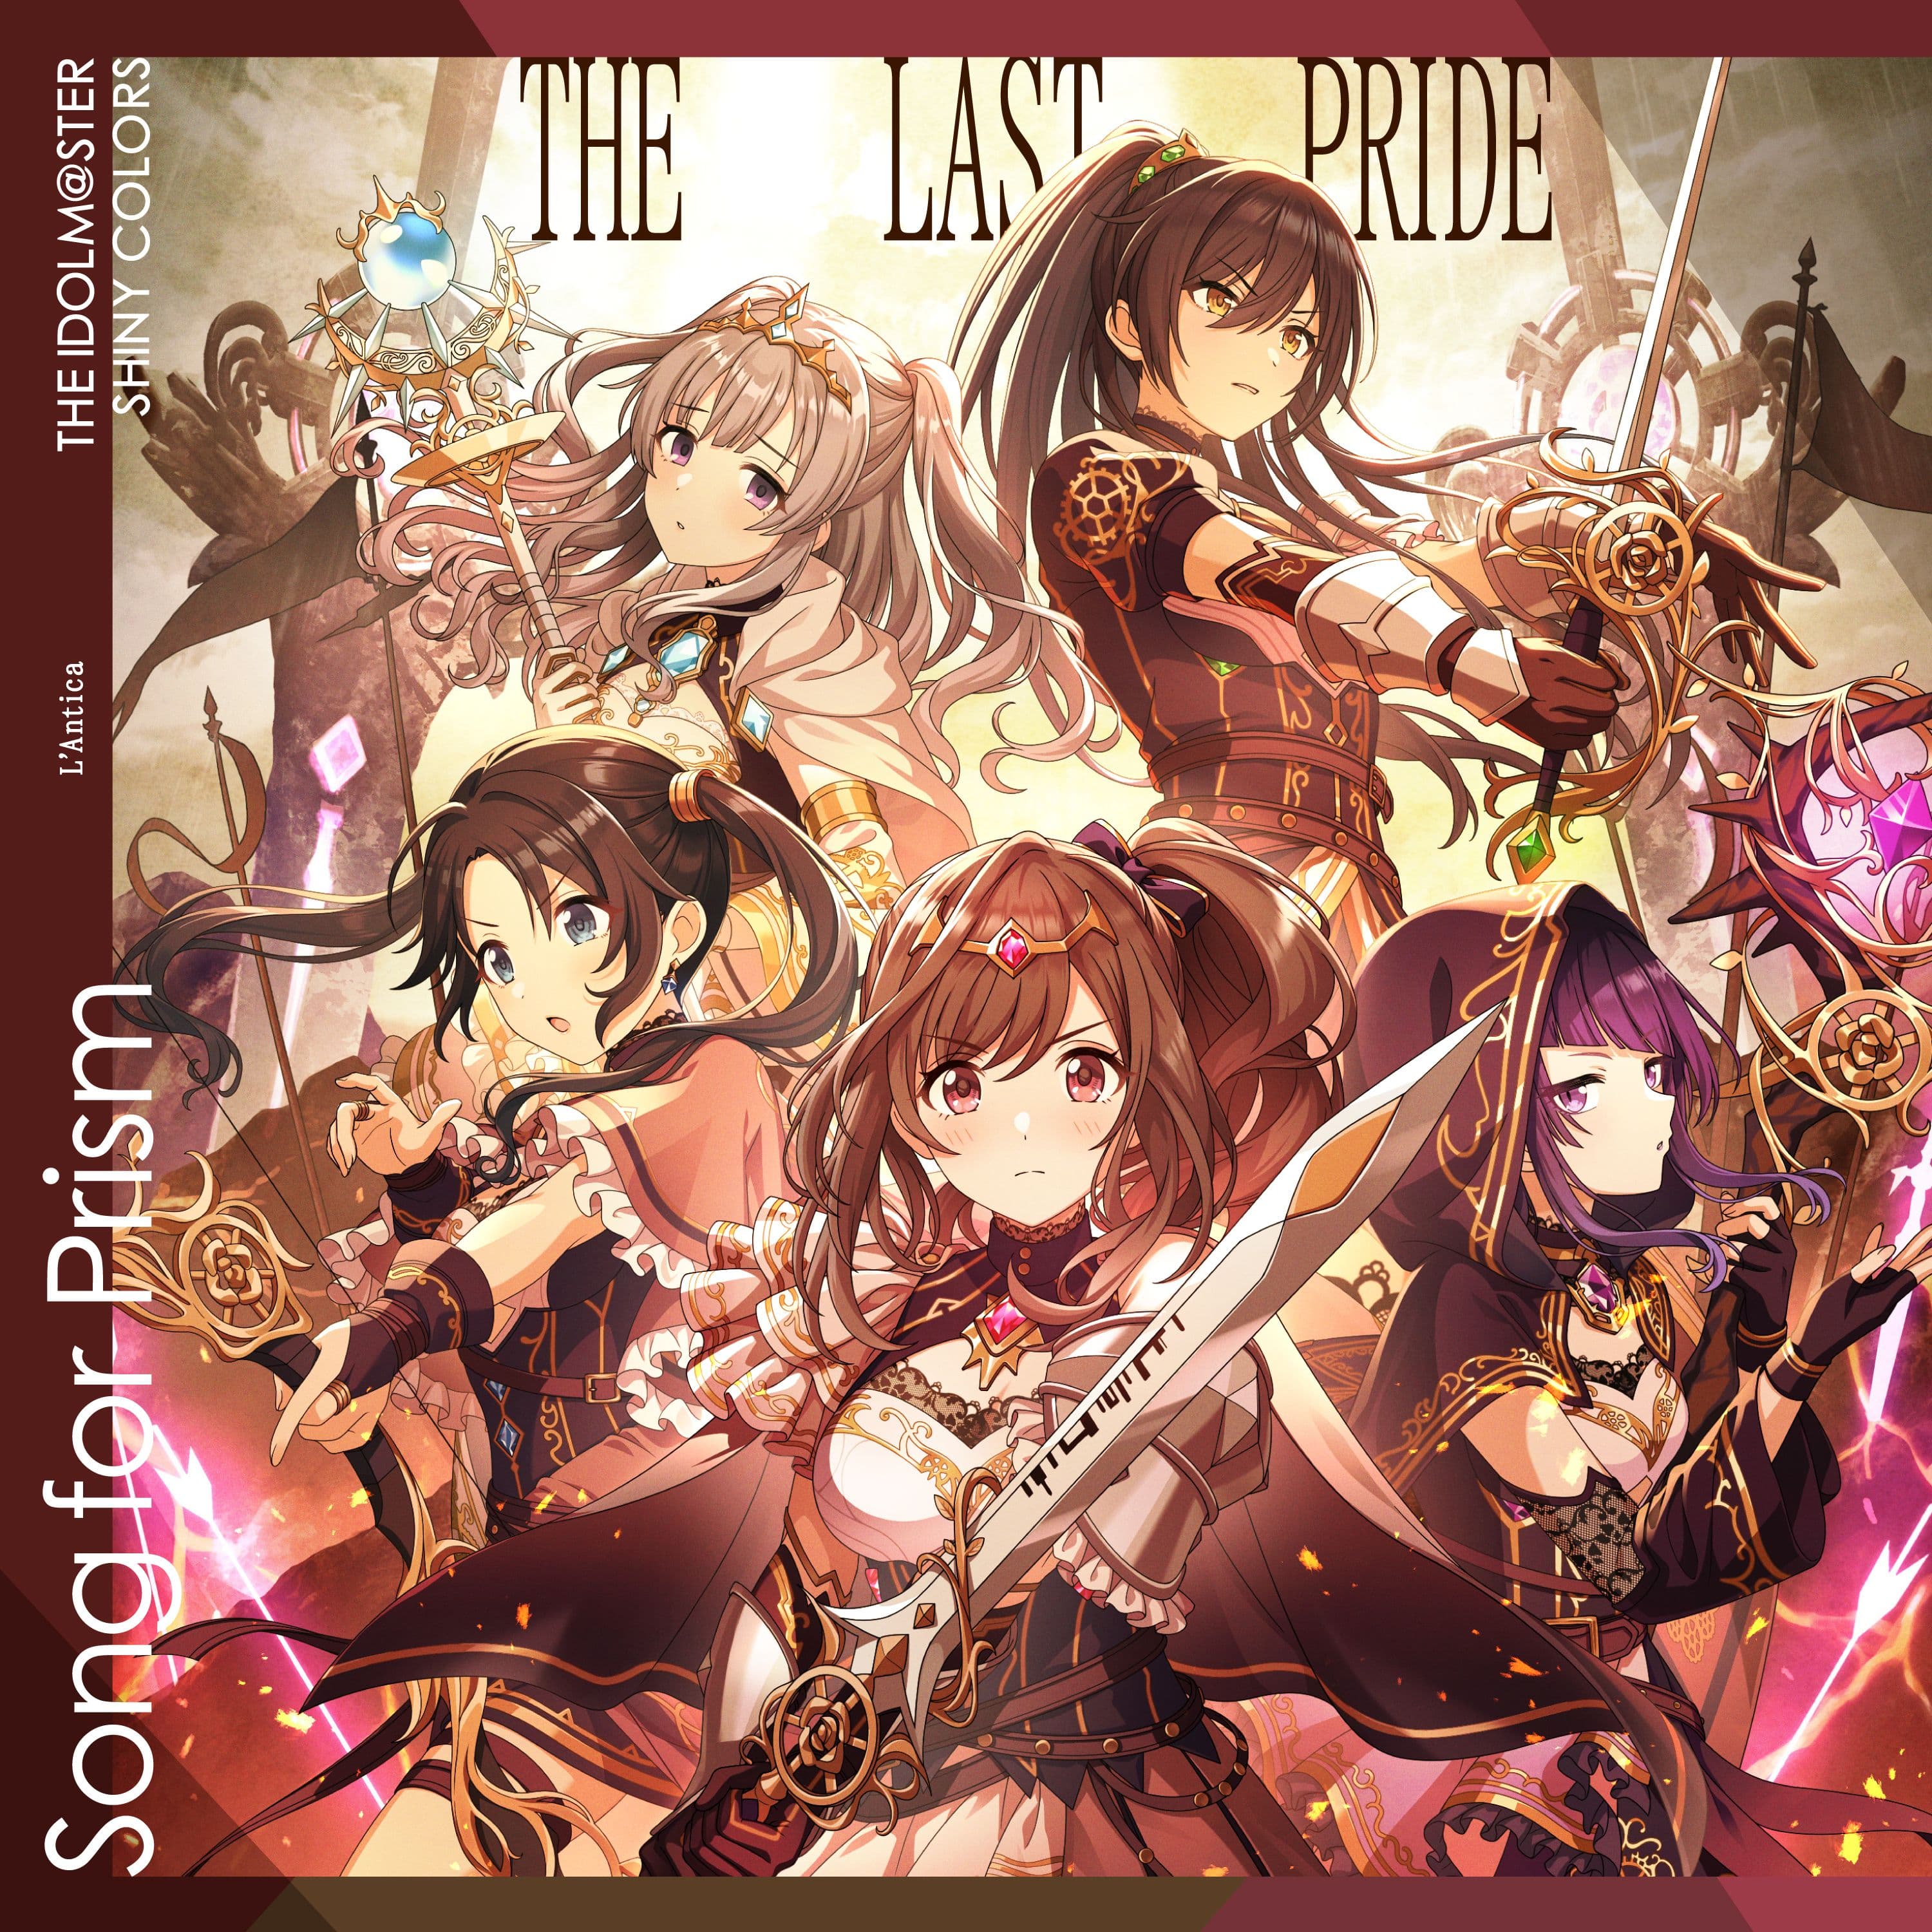 THE LAST PRIDE
THE IDOLM@STER
SHINY COLORS
L'Antica
Song for Prism